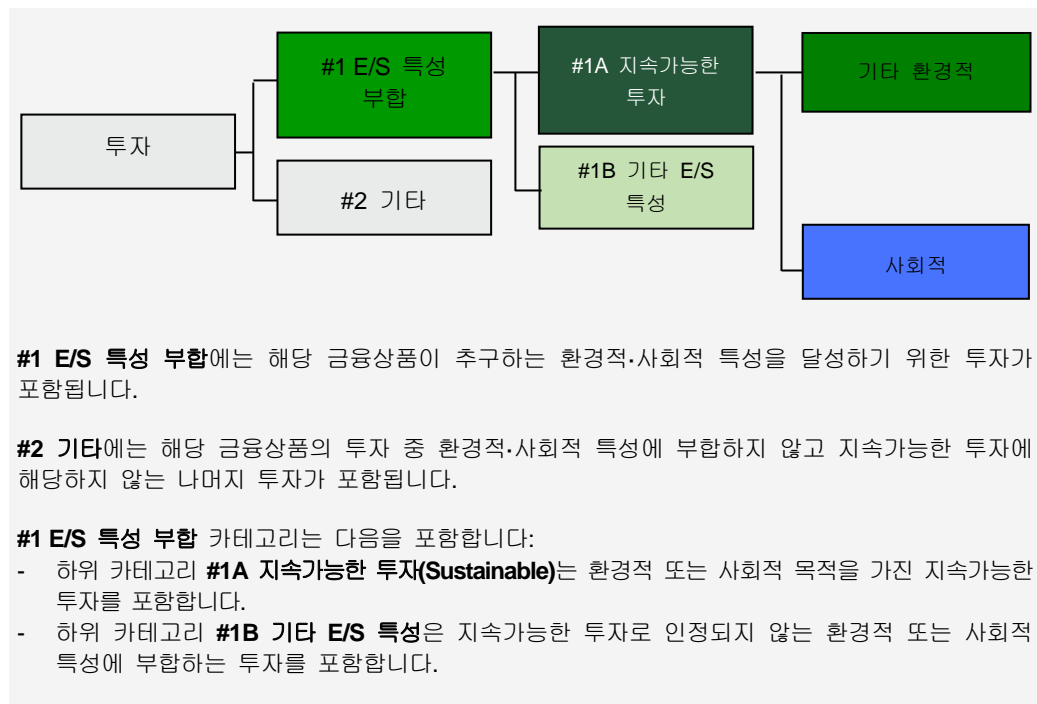 #1 E/S 특성
부합
#1A 지속가능한
투자
기타 환경적
투자
#2 기타
#1B 기타 E/S
특성
사회적
#1 E/S 특성 부합에는 해당 금융상품이 추구하는 환경적·사회적 특성을 달성하기 위한 투자가
포함됩니다.
#2 기타에는 해당 금융상품의 투자 중 환경적·사회적 특성에 부합하지 않고 지속가능한 투자에
해당하지 않는 나머지 투자가 포함됩니다.
#1 E/S 특성 부합 카테고리는 다음을 포함합니다:
- 하위 카테고리 #1A 지속가능한 투자(Sustainable)는 환경적 또는 사회적 목적을 가진 지속가능한
투자를 포함합니다.
- 하위 카테고리 #1B 기타 E/S 특성은 지속가능한 투자로 인정되지 않는 환경적 또는 사회적
특성에 부합하는 투자를 포함합니다.